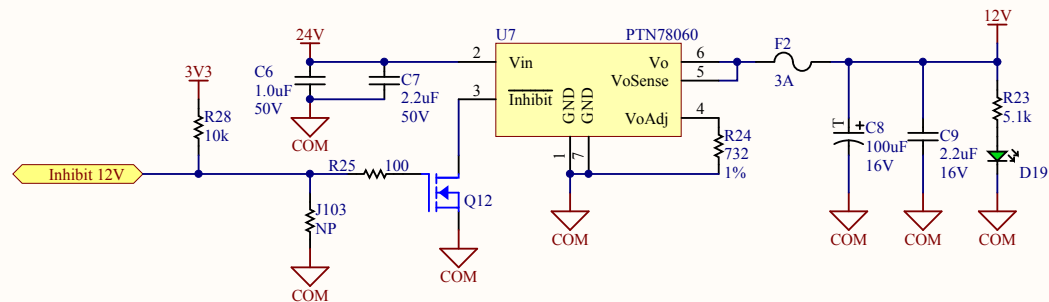 24V
U7
PTN78060
12V
3V3
C6
1.0uF
50V
C7
2.2uF
50V
2
Vin
Vo
6
F2
3A
VoSense
5
R28
10k
3
Inhibit
GND
GND
VoAdj
4
R23
5.1k
COM
R24
732
1%
T
+
C8
100uF
16V
C9
2.2uF
16V
D19
1
7
Inhibit 12V
R25
100
Q12
J103
NP
COM
COM
COM
COM
COM
COM